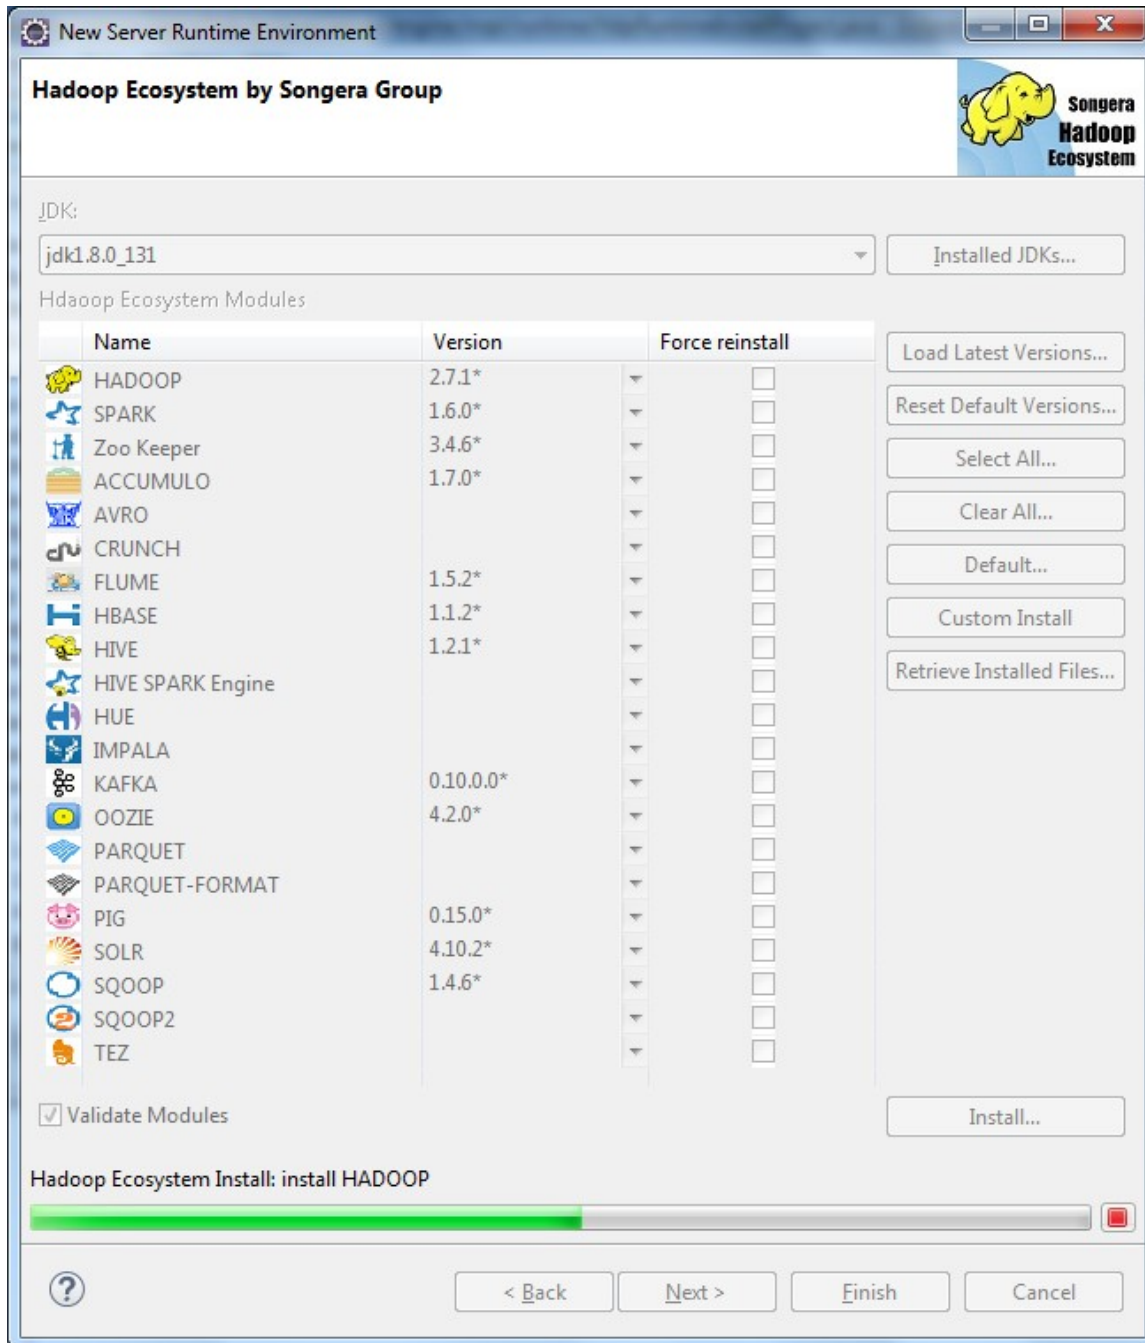 New Server Runtime Environment
Hadoop Ecosystem by Songera Group
Songera
Hadoop
Ecosystem
JDK:
jdk1.8.0_131
Installed JDKs...
Hdaoop Ecosystem Modules
Name Version Force reinstall
Load Latest Versions...
HADOOP 2.7.1*
Reset Default Versions...
SPARK 1.6.0*
Zoo Keeper 3.4.6*
Select All...
ACCUMULO 1.7.0*
AVRO
Clear All...
CRUNCH
Default...
FLUME 1.5.2*
HBASE 1.1.2*
Custom Install
HIVE 1.2.1*
Retrieve Installed Files...
HIVE SPARK Engine
HUE
IMPALA
KAFKA 0.10.0.0*
OOZIE 4.2.0*
PARQUET
PARQUET-FORMAT
PIG 0.15.0*
SOLR 4.10.2*
SQOOP 1.4.6*
SQOOP2
TEZ
Validate Modules
Install...
Hadoop Ecosystem Install: install HADOOP
? < Back Next > Finish Cancel